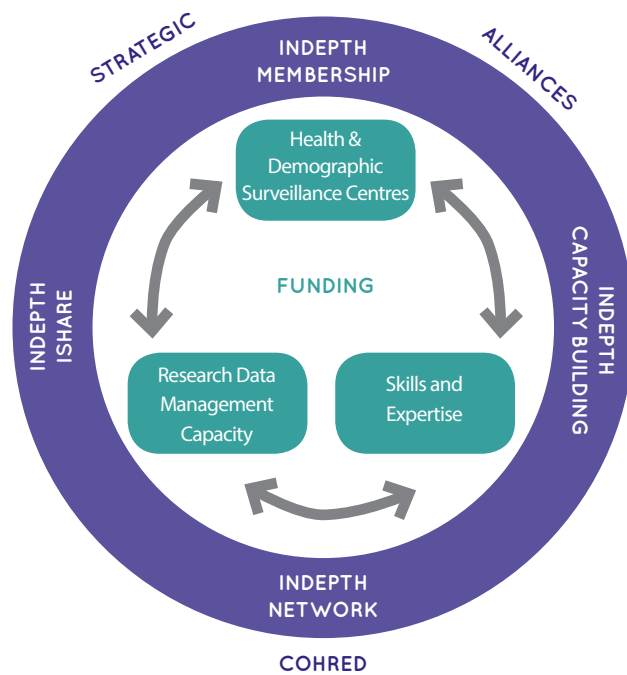 STRATEGIC
ALLIANCES
INDEPTH
MEMBERSHIP
Health &
Demographic
Surveillance Centres
FUNDING
INDEPTH
ISHARE
INDEPTH
CAPACITY BUILDING
Research Data
Management
Capacity
Skills and
Expertise
INDEPTH
NETWORK
COHRED